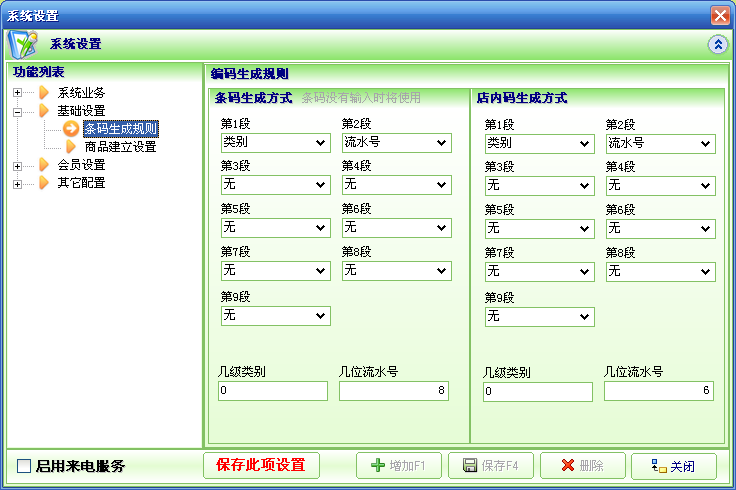 系统设置
系统设置
功能列表
系统业务
基础设置
条码生成规则
商品建立设置
会员设置
其它配置
编码生成规则
条码生成方式 条码没有输入时将使用
第1段 第2段
类别 流水号
第3段 第4段
无 无
第5段 第6段
无 无
第7段 第8段
无 无
第9段
无
几级类别 几位流水号
0 8
店内码生成方式
第1段 第2段
类别 流水号
第3段 第4段
无 无
第5段 第6段
无 无
第7段 第8段
无 无
第9段
无
几级类别 几位流水号
0 6
启用来电服务 保存此项设置 增加F1 保存F4 删除 关闭